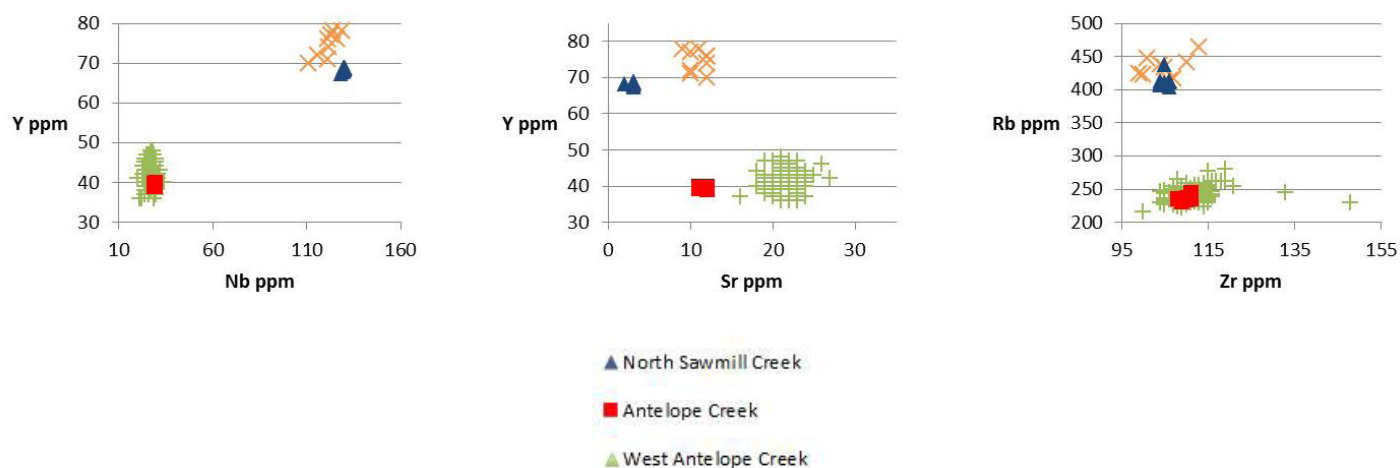 80
70
60
50
40
30
Y ppm
10 60 110 160
Nb ppm
80
70
60
50
40
30
Y ppm
0 10 20 30
Sr ppm
500
450
400
350
300
250
200
Rb ppm
95 115 135 155
Zr ppm
North Sawmill Creek
Antelope Creek
West Antelope Creek